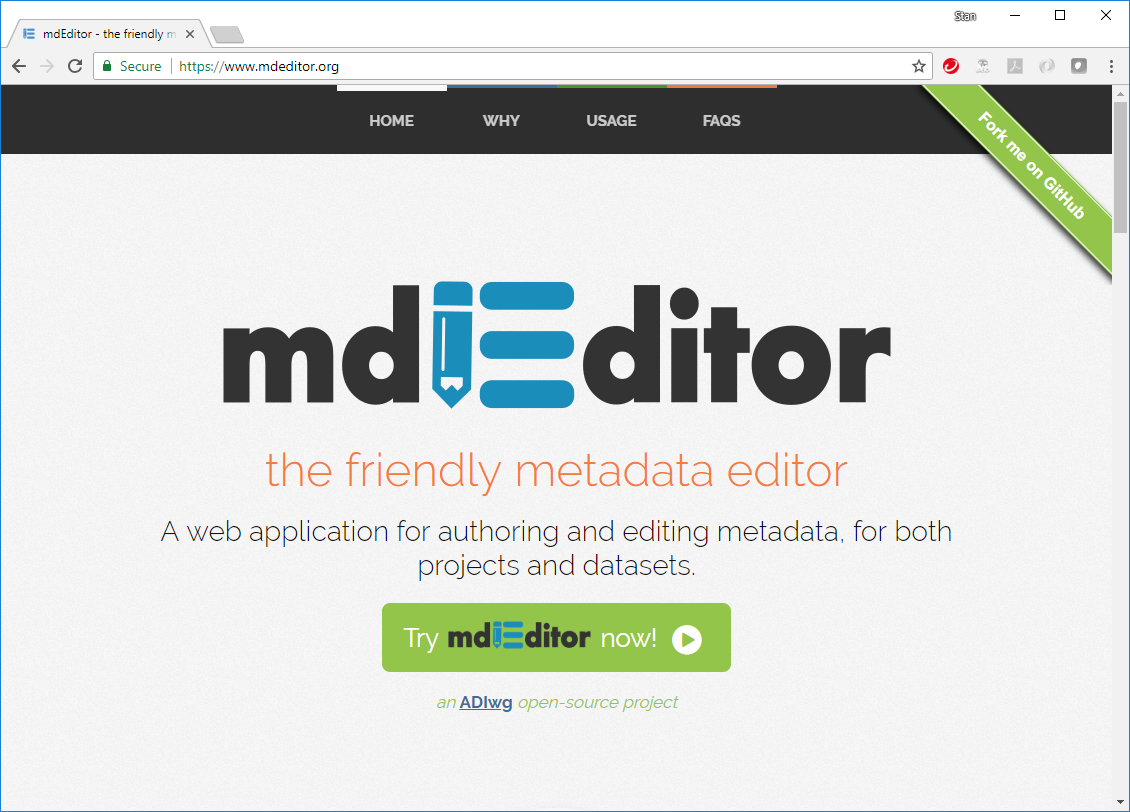 Stan
mdEditor - the friendly m
Secure https://www.mdeditor.org
HOME WHY USAGE FAQS
Fork me on GitHub
mdEditor
the friendly metadata editor
A web application for authoring and editing metadata, for both
projects and datasets.
Try mdEditor now!
an ADIwg open-source project